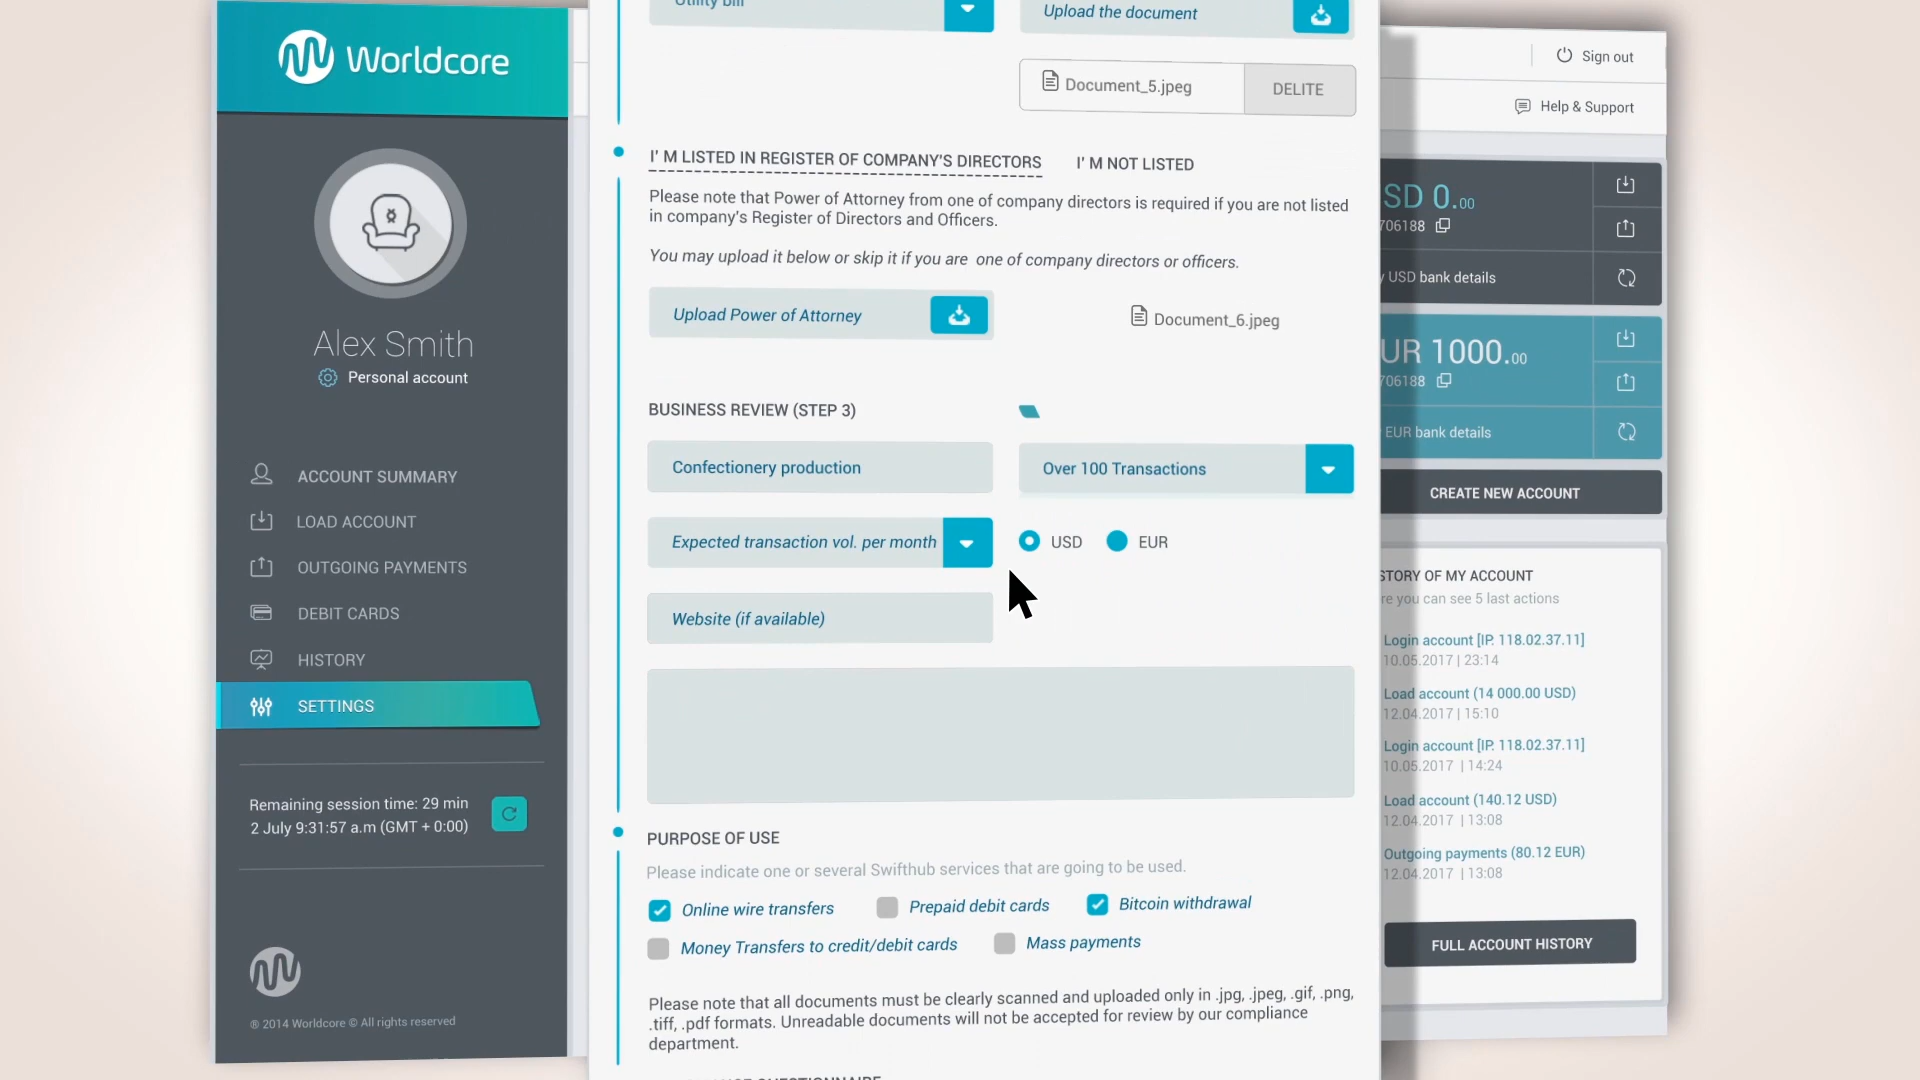 Worldcore
Alex Smith
Personal account
ACCOUNT SUMMARY
LOAD ACCOUNT
OUTGOING PAYMENTS
DEBIT CARDS
HISTORY
SETTINGS
Remaining session time: 29 min
2 July 9:31:57 a.m (GMT + 0:00)
® 2014 Worldcore © All rights reserved
Utility bill
Upload the document
Document_5.jpeg
DELITE
I' M LISTED IN REGISTER OF COMPANY'S DIRECTORS
I' M NOT LISTED
Please note that Power of Attorney from one of company directors is required if you are not listed
in company's Register of Directors and Officers.
You may upload it below or skip it if you are one of company directors or officers.
Upload Power of Attorney
Document_6.jpeg
BUSINESS REVIEW (STEP 3)
Confectionery production
Over 100 Transactions
Expected transaction vol. per month
USD
EUR
Website (if available)
PURPOSE OF USE
Please indicate one or several Swifthub services that are going to be used.
Online wire transfers
Prepaid debit cards
Bitcoin withdrawal
Money Transfers to credit/debit cards
Mass payments
Please note that all documents must be clearly scanned and uploaded only in .jpg, .jpeg, .gif, .png,
.tiff, .pdf formats. Unreadable documents will not be accepted for review by our compliance
department.
QUESTIONNAIRE
Sign out
Help & Support
SD 0.00
706188
USD bank details
UR 1000.00
706188
EUR bank details
CREATE NEW ACCOUNT
STORY OF MY ACCOUNT
re you can see 5 last actions
Login account [IP. 118.02.37.11]
10.05.2017 | 23:14
Load account (14 000.00 USD)
12.04.2017 | 15:10
Login account [IP. 118.02.37.11]
10.05.2017 | 14:24
Load account (140.12 USD)
12.04.2017 | 13:08
Outgoing payments (80.12 EUR)
12.04.2017 | 13:08
FULL ACCOUNT HISTORY